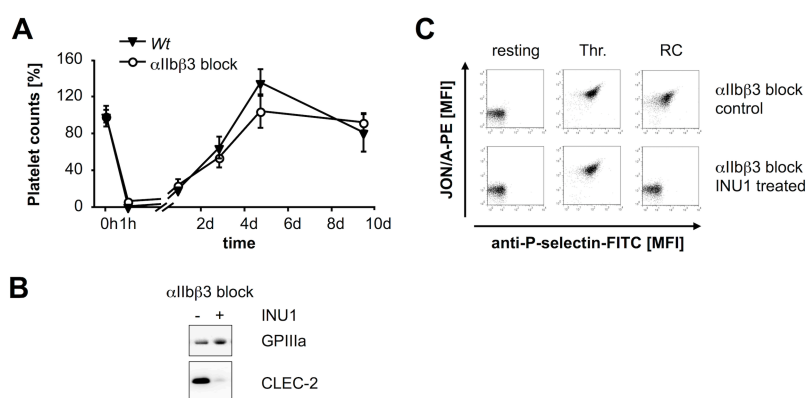 A
Wt
αIIbβ3 block
Platelet counts [%]
160
120
80
40
0
0h 1h 2d 4d 6d 8d 10d
time
B
αIIbβ3 block
- + INU1
GPIIIa
CLEC-2
C
resting Thr. RC
JON/A-PE [MFI]
αIIbβ3 block
control
αIIbβ3 block
INU1 treated
anti-P-selectin-FITC [MFI]